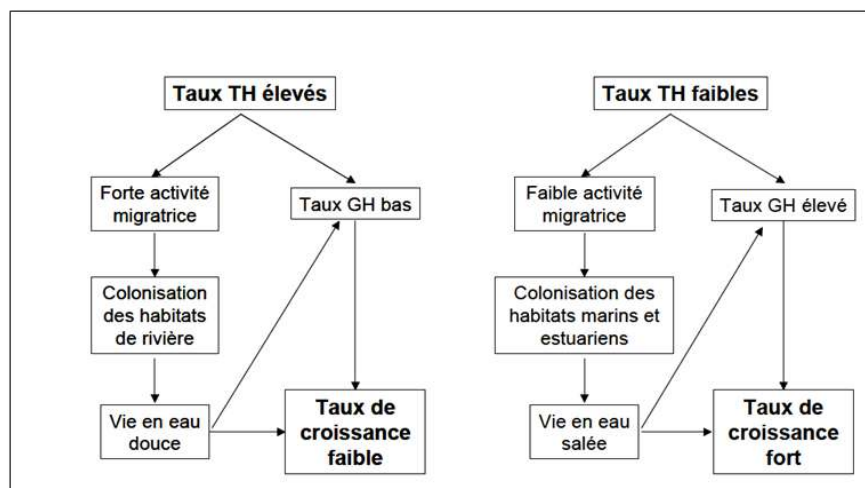 Taux TH élevés
Forte activité
migratrice
Taux GH bas
Colonisation
des habitats
de rivière
Vie en eau
douce
Taux de
croissance
faible
Taux TH faibles
Faible activité
migratrice
Taux GH élevé
Colonisation des
habitats marins et
estuariens
Vie en eau
salée
Taux de
croissance
fort